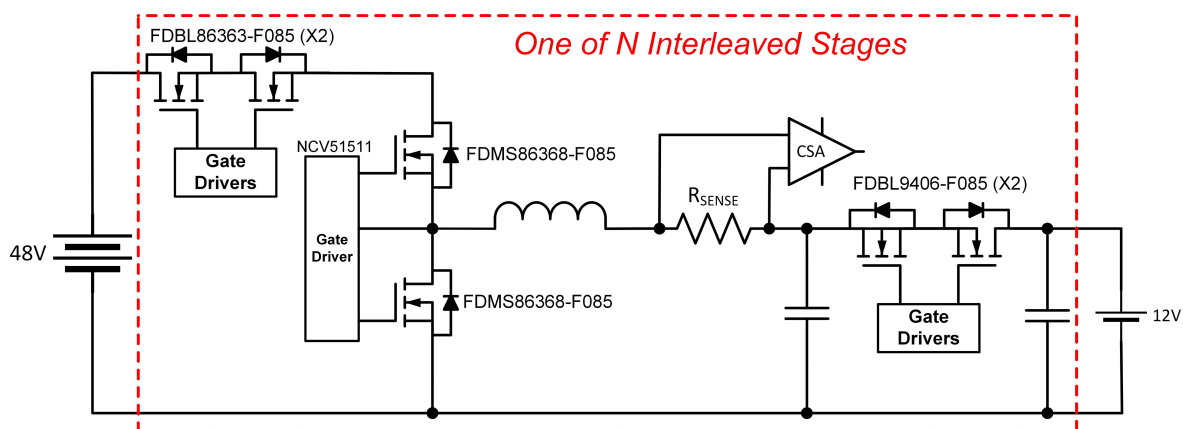 FDBL86363-F085 (X2)
One of N Interleaved Stages
Gate
Drivers
NCV51511
FDMS86368-F085
CSA
RSENSE
FDBL9406-F085 (X2)
48V
Gate
Driver
FDMS86368-F085
Gate
Drivers
12V